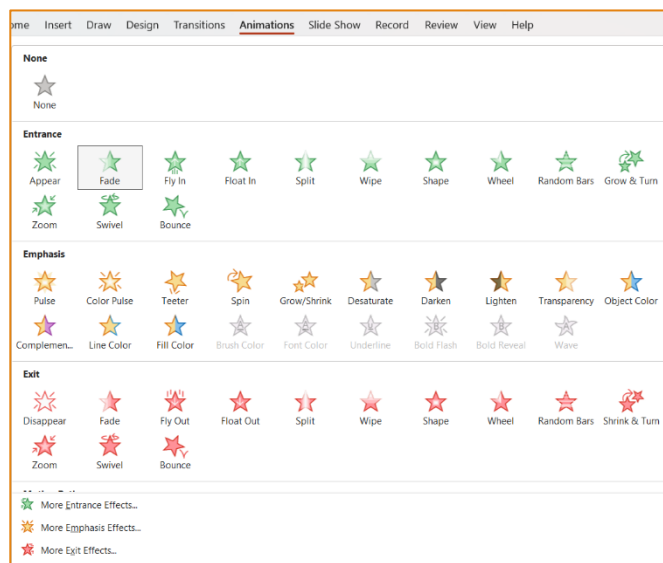 ome Insert Draw Design Transitions Animations Slide Show Record Review View Help
None
None
Entrance
Appear Fade Fly In Float In Split Wipe Shape Wheel Random Bars Grow & Turn
Zoom Swivel Bounce
Emphasis
Pulse Color Pulse Teeter Spin Grow/Shrink Desaturate Darken Lighten Transparency Object Color
Complemen... Line Color Fill Color Brush Color Font Color Underline Bold Flash Bold Reveal Wave
Exit
Disappear Fade Fly Out Float Out Split Wipe Shape Wheel Random Bars Shrink & Turn
Zoom Swivel Bounce
More Entrance Effects...
More Emphasis Effects...
More Exit Effects...